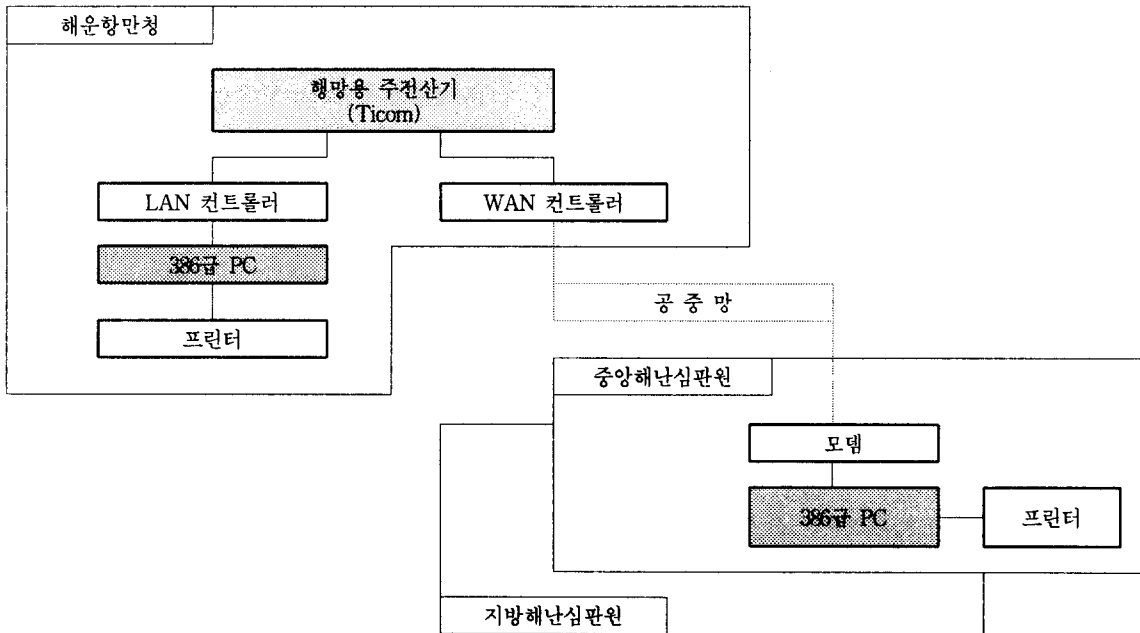 해운항만청
행망용 주전산기
(Ticom)
LAN 컨트롤러
WAN 컨트롤러
386급 PC
프린터
공중망
중앙해난심판원
모뎀
386급 PC
프린터
지방해난심판원